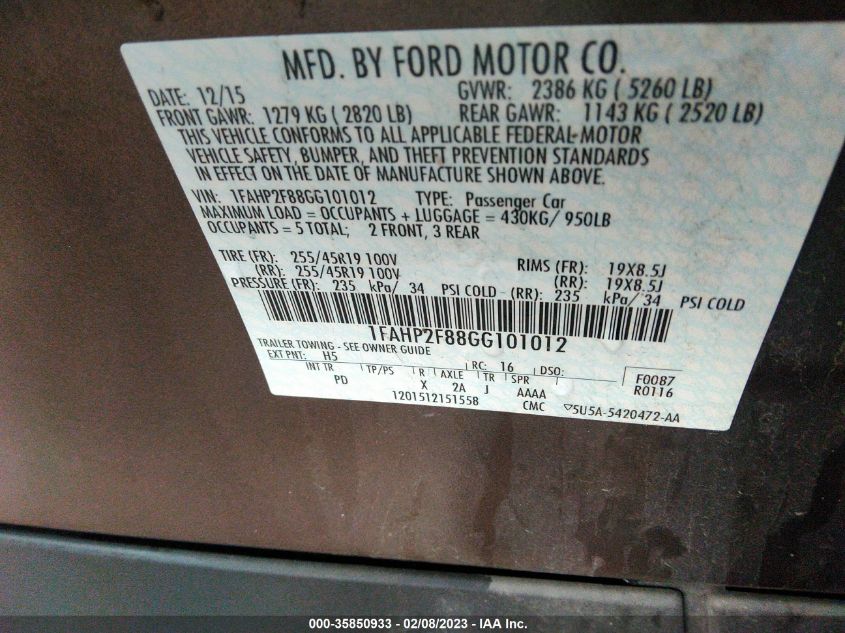 MFD. BY FORD MOTOR CO.
DATE: 12/15 GVWR: 2386 KG ( 5260 LB)
FRONT GAWR: 1279 KG ( 2820 LB) REAR GAWR: 1143 KG ( 2520 LB)
THIS VEHICLE CONFORMS TO ALL APPLICABLE FEDERAL MOTOR
VEHICLE SAFETY, BUMPER, AND THEFT PREVENTION STANDARDS
IN EFFECT ON THE DATE OF MANUFACTURE SHOWN ABOVE.
VIN: 1FAHP2F88GG101012 TYPE: Passenger Car
MAXIMUM LOAD = OCCUPANTS + LUGGAGE = 430KG/ 950LB
OCCUPANTS = 5 TOTAL; 2 FRONT, 3 REAR
TIRE (FR): 255/45R19 100V RIMS (FR): 19X8.5J
(RR): 255/45R19 100V (RR): 19X8.5J
PRESSURE (FR): 235 kPa/ 34 PSI COLD (RR): 235 kPa/ 34 PSI COLD
1FAHP2F88GG101012
TRAILER TOWING - SEE OWNER GUIDE
EXT PNT: H5 RC: 16 DSO: F0087
INT TR TP/PS R AXLE TR SPR R0116
PD X 2A J AAAA
1201512151558 CMC ▽5U5A-5420472-AA
000-35850933 - 02/08/2023 - IAA Inc.